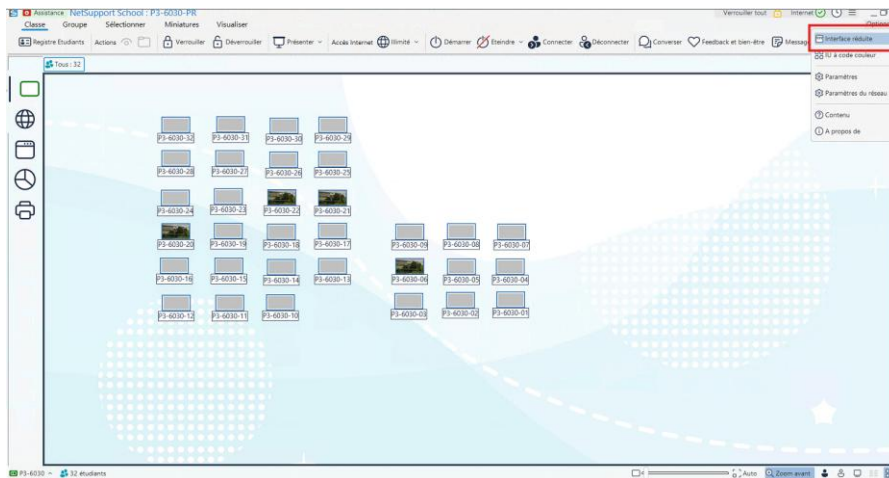 Assistance NetSupport School : P3-6030-PR Verrouiller tout Internet
Classe Groupe Sélectionner Miniatures Visualiser
Registre Etudiants Actions Verrouiller Déverrouiller Présenter Accès Internet Illimité Démarrer Eteindre Connecter Déconnecter Converser Feedback et bien-être Message
Interface réduite
IU à code couleur
Paramètres
Paramètres du réseau
Contenu
A propos de
Tous : 32
P3-6030-32 P3-6030-31 P3-6030-30 P3-6030-29
P3-6030-28 P3-6030-27 P3-6030-26 P3-6030-25
P3-6030-24 P3-6030-23 P3-6030-22 P3-6030-21
P3-6030-20 P3-6030-19 P3-6030-18 P3-6030-17 P3-6030-09 P3-6030-08 P3-6030-07
P3-6030-16 P3-6030-15 P3-6030-14 P3-6030-13 P3-6030-06 P3-6030-05 P3-6030-04
P3-6030-12 P3-6030-11 P3-6030-10 P3-6030-03 P3-6030-02 P3-6030-01
P3-6030 32 étudiants Auto Zoom avant